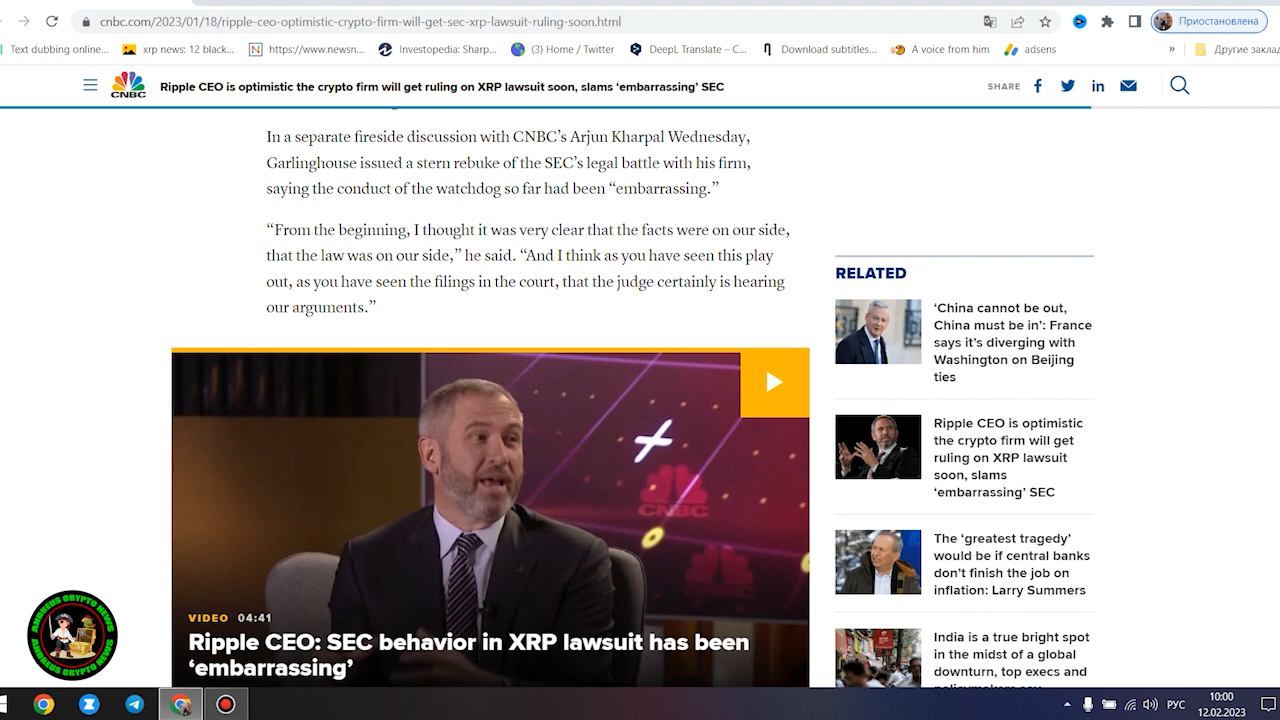 cnbc.com/2023/01/18/ripple-ceo-optimistic-crypto-firm-will-get-sec-xrp-lawsuit-ruling-soon.html
Приостановлена
Text dubbing online...
xrp news: 12 black...
https://www.newsn...
Investopedia: Sharp...
(3) Home / Twitter
DeepL Translate – C...
Download subtitles...
A voice from him
adsens
»
Другие закла
CNBC
Ripple CEO is optimistic the crypto firm will get ruling on XRP lawsuit soon, slams ‘embarrassing’ SEC
SHARE
In a separate fireside discussion with CNBC’s Arjun Kharpal Wednesday,
Garlinghouse issued a stern rebuke of the SEC’s legal battle with his firm,
saying the conduct of the watchdog so far had been “embarrassing.”
“From the beginning, I thought it was very clear that the facts were on our side,
that the law was on our side,” he said. “And I think as you have seen this play
out, as you have seen the filings in the court, that the judge certainly is hearing
our arguments.”
CNBC
VIDEO 04:41
Ripple CEO: SEC behavior in XRP lawsuit has been
‘embarrassing’
RELATED
‘China cannot be out,
China must be in’: France
says it’s diverging with
Washington on Beijing
ties
Ripple CEO is optimistic
the crypto firm will get
ruling on XRP lawsuit
soon, slams
‘embarrassing’ SEC
The ‘greatest tragedy’
would be if central banks
don’t finish the job on
inflation: Larry Summers
India is a true bright spot
in the midst of a global
downturn, top execs and
ANDREUS CRYPTO NEWS
ANDREUS CRYPTO NEWS
РУС
10:00
12.02.2023